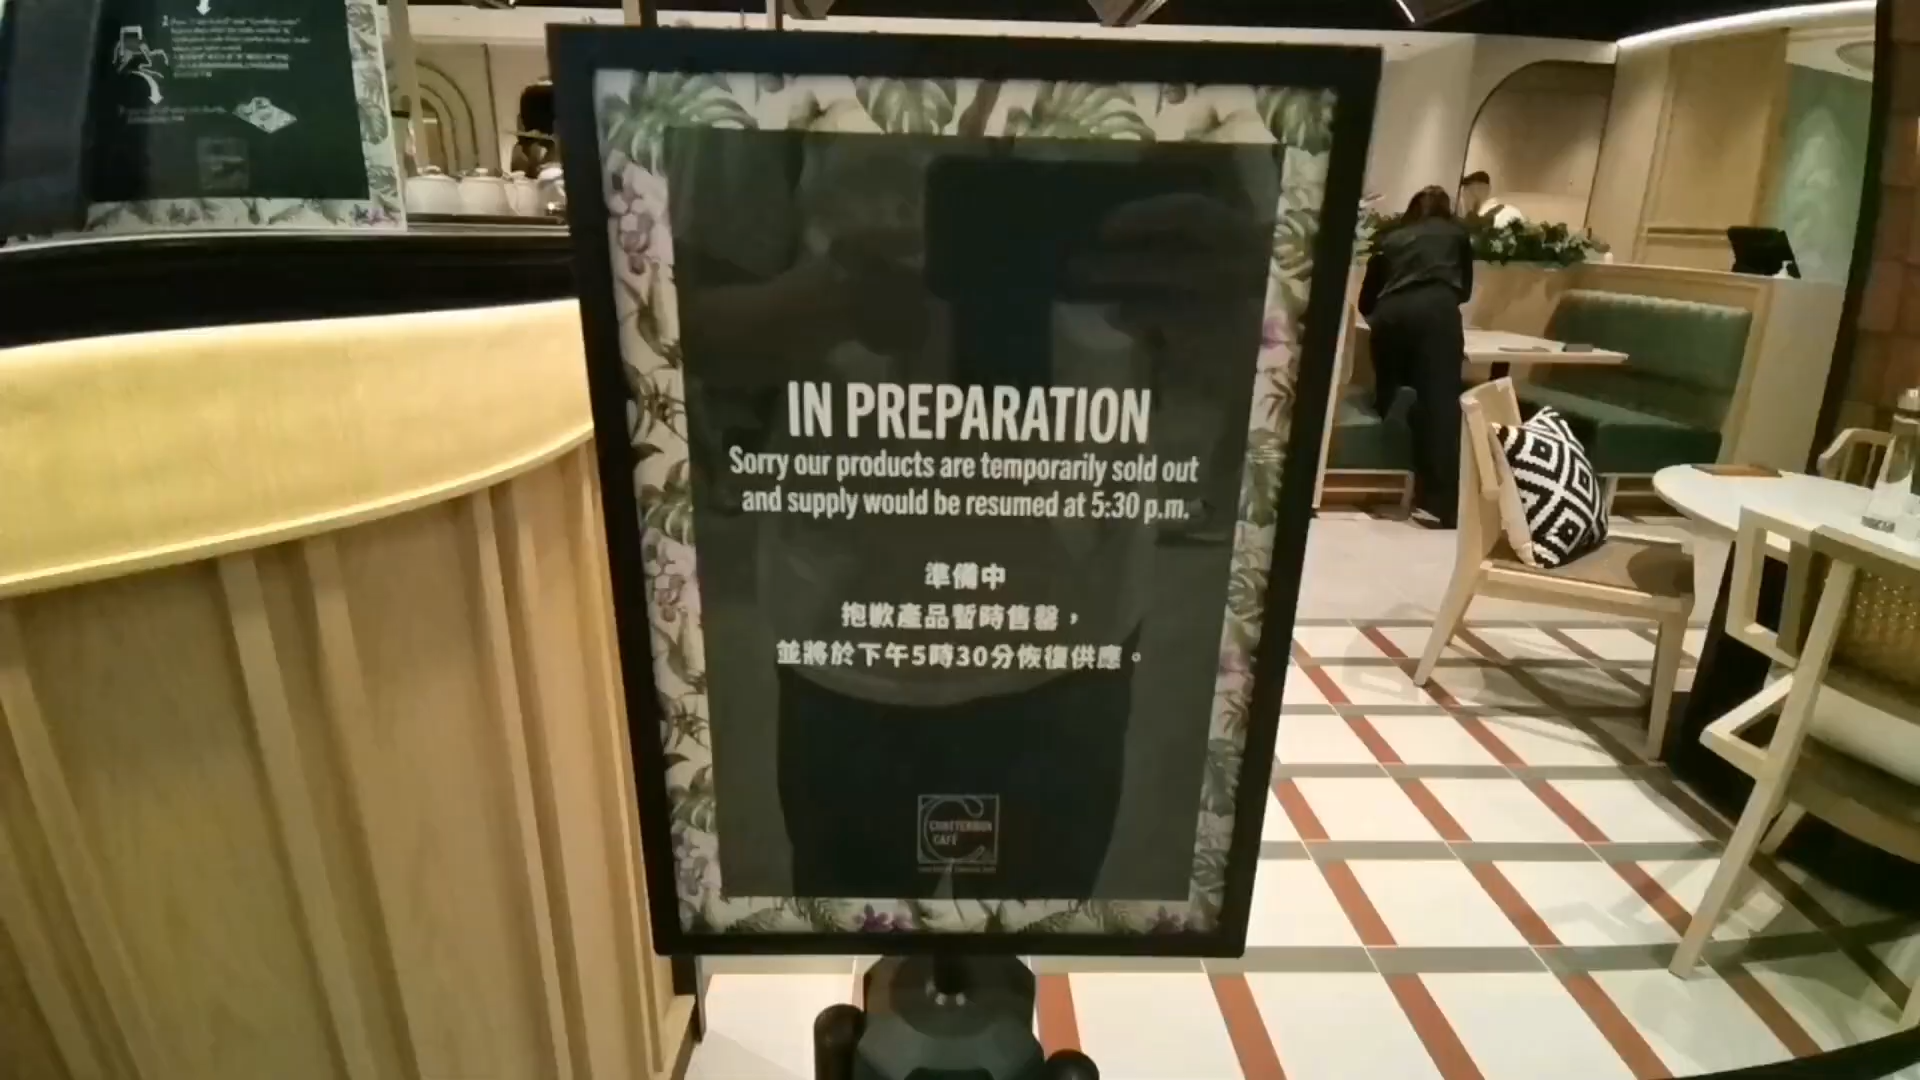 IN PREPARATION
Sorry our products are temporarily sold out
and supply would be resumed at 5:30 p.m.
準備中
抱歉產品暫時售罄，
並將於下午5時30分恢復供應。
CAFÉ